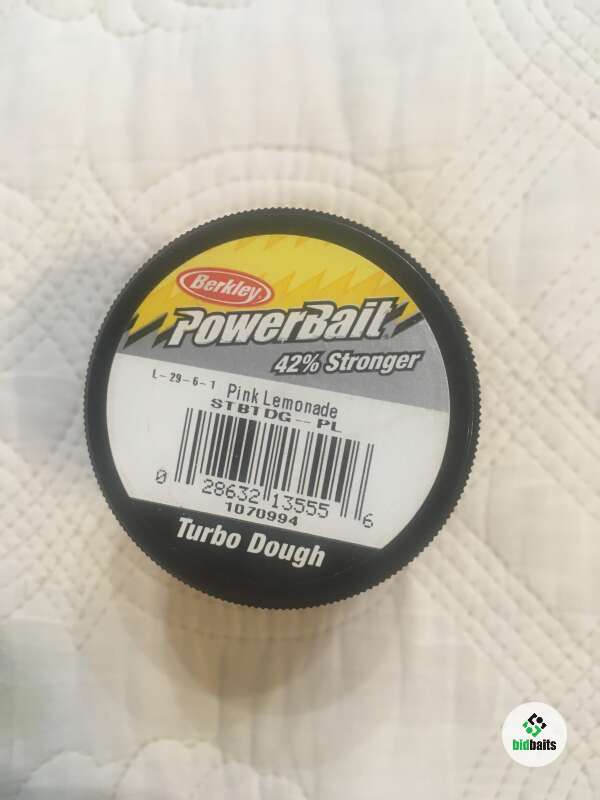 Berkley
PowerBait
42% Stronger
L-29-6-1 Pink Lemonade
STBTDG--PL
0 28632 13555 6
1070994
Turbo Dough
bidbaits